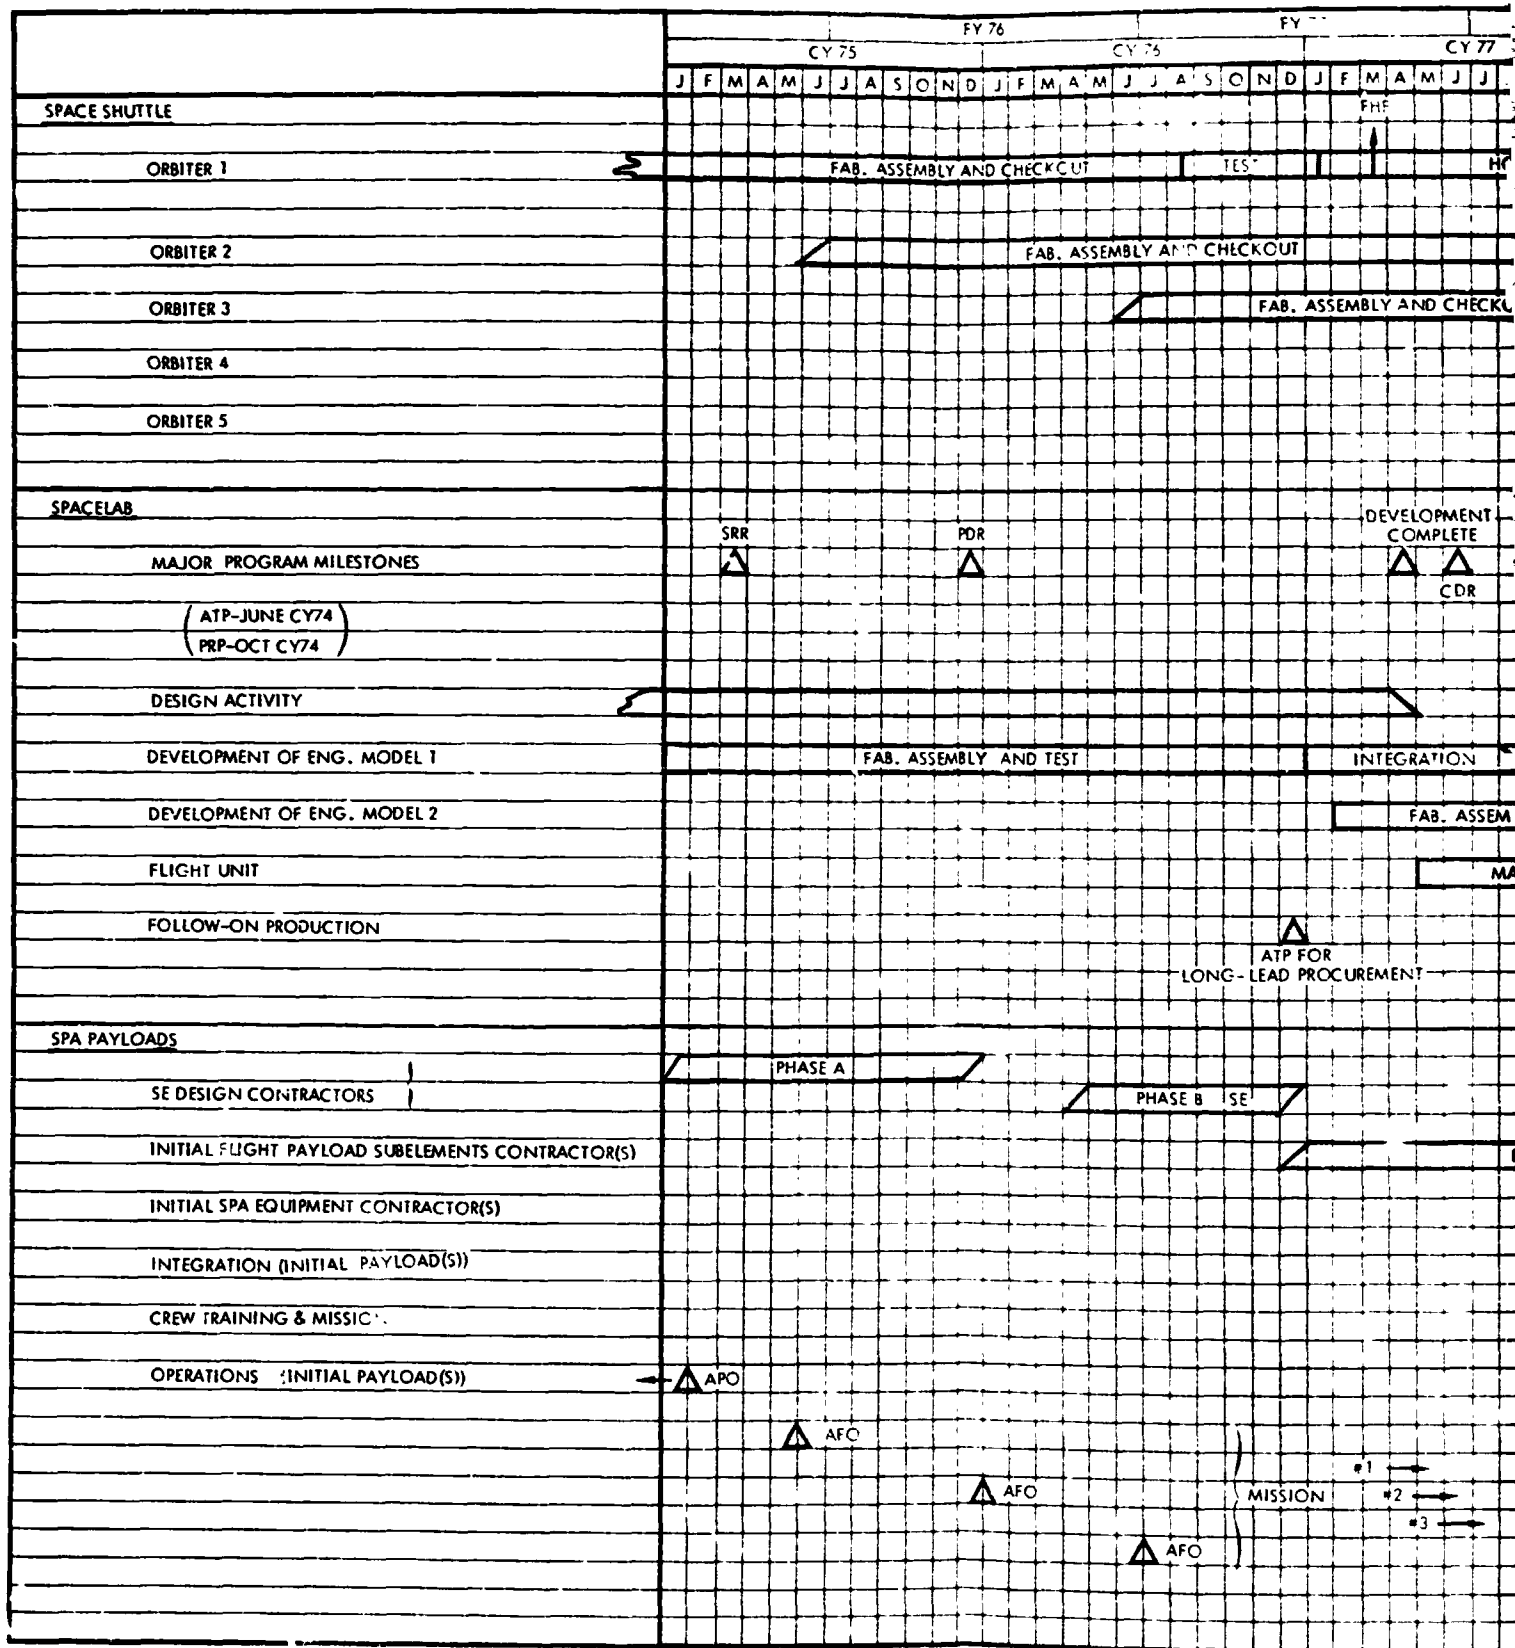 FY 76 FY
CY 75 CY 76 CY 77
J F M A M J J A S O N D J F M A M J J A S O N D J F M A M J J
SPACE SHUTTLE
FHF
ORBITER 1 FAB. ASSEMBLY AND CHECKOUT TEST HO
ORBITER 2 FAB. ASSEMBLY AND CHECKOUT
ORBITER 3 FAB. ASSEMBLY AND CHECKO
ORBITER 4
ORBITER 5
SPACELAB
SRR PDR DEVELOPMENT
COMPLETE
MAJOR PROGRAM MILESTONES
CDR
ATP-JUNE CY74
PRP-OCT CY74
DESIGN ACTIVITY
DEVELOPMENT OF ENG. MODEL 1 FAB. ASSEMBLY AND TEST INTEGRATION
DEVELOPMENT OF ENG. MODEL 2 FAB. ASSEM
FLIGHT UNIT MA
FOLLOW-ON PRODUCTION
ATP FOR
LONG-LEAD PROCUREMENT
SPA PAYLOADS
PHASE A
SE DESIGN CONTRACTORS PHASE B SE
INITIAL FLIGHT PAYLOAD SUBELEMENTS CONTRACTOR(S)
INITIAL SPA EQUIPMENT CONTRACTOR(S)
INTEGRATION (INITIAL PAYLOAD(S))
CREW TRAINING & MISSIC
OPERATIONS (INITIAL PAYLOAD(S)) APO
AFO
#1
AFO MISSION #2
#3
AFO